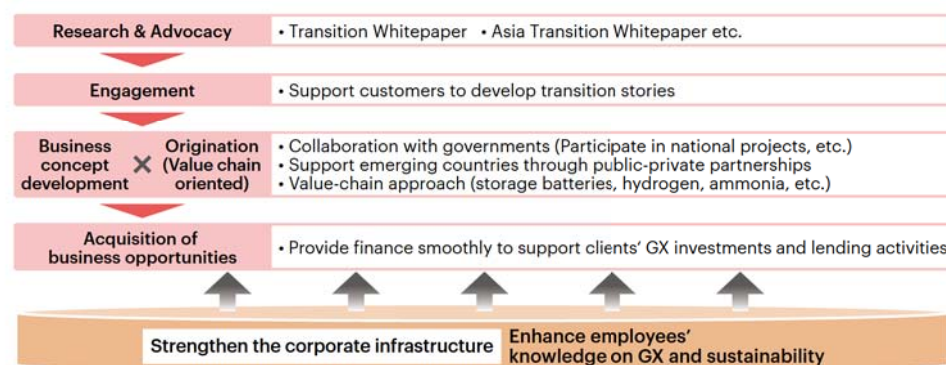 Research & Advocacy
• Transition Whitepaper • Asia Transition Whitepaper etc.
Engagement
• Support customers to develop transition stories
Business
concept
development
×
Origination
(Value chain
oriented)
• Collaboration with governments (Participate in national projects, etc.)
• Support emerging countries through public-private partnerships
• Value-chain approach (storage batteries, hydrogen, ammonia, etc.)
Acquisition of
business opportunities
• Provide finance smoothly to support clients' GX investments and lending activities
Strengthen the corporate infrastructure
Enhance employees'
knowledge on GX and sustainability